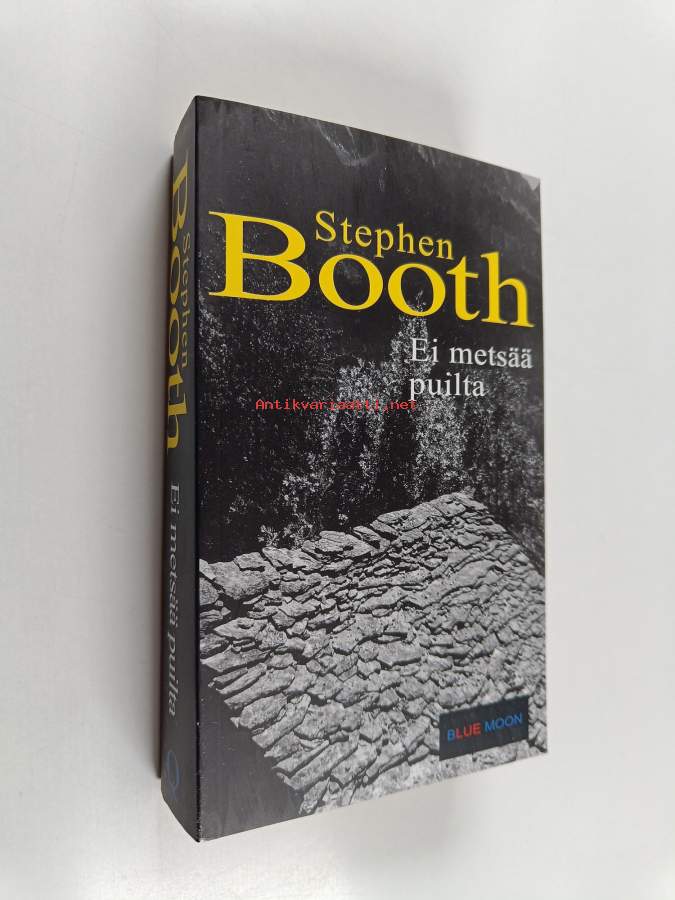 Stephen
Booth
Ei metsää
puilta
Antikvariaatti.net
BLUE MOON
Stephen
Booth
Ei metsää puilta